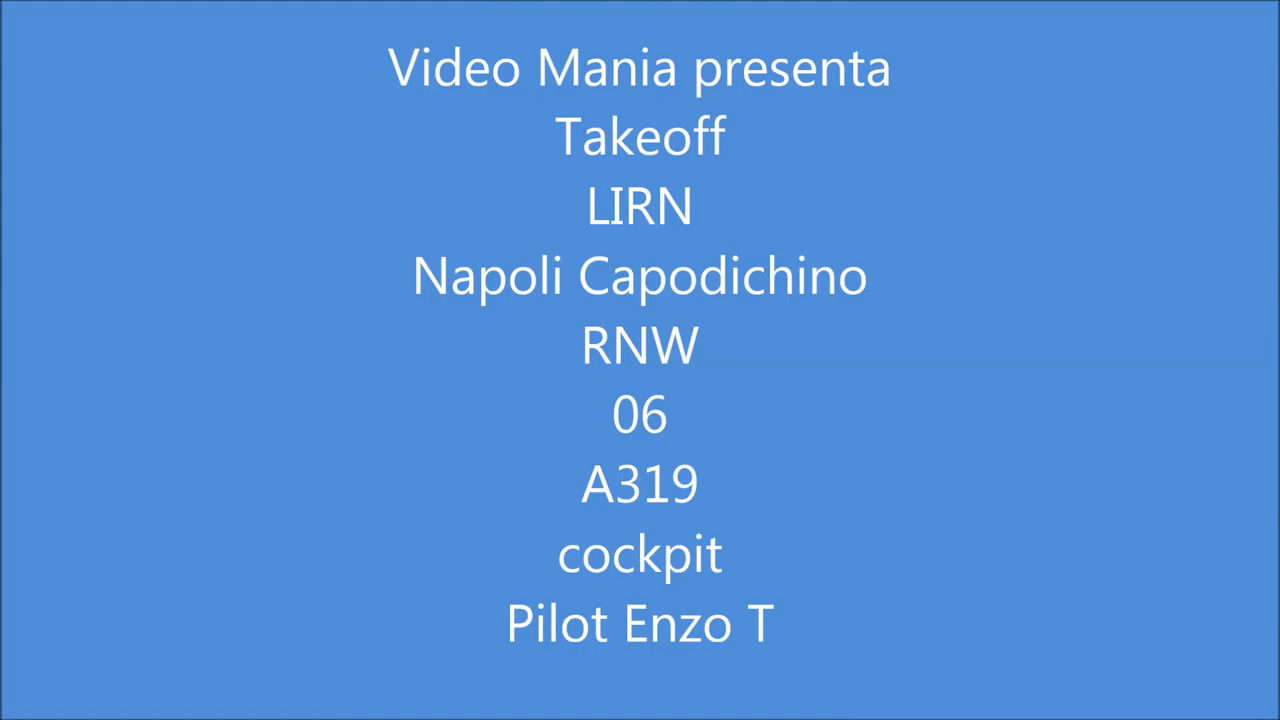 Video Mania presenta
Takeoff
LIRN
Napoli Capodichino
RNW
06
A319
cockpit
Pilot Enzo T